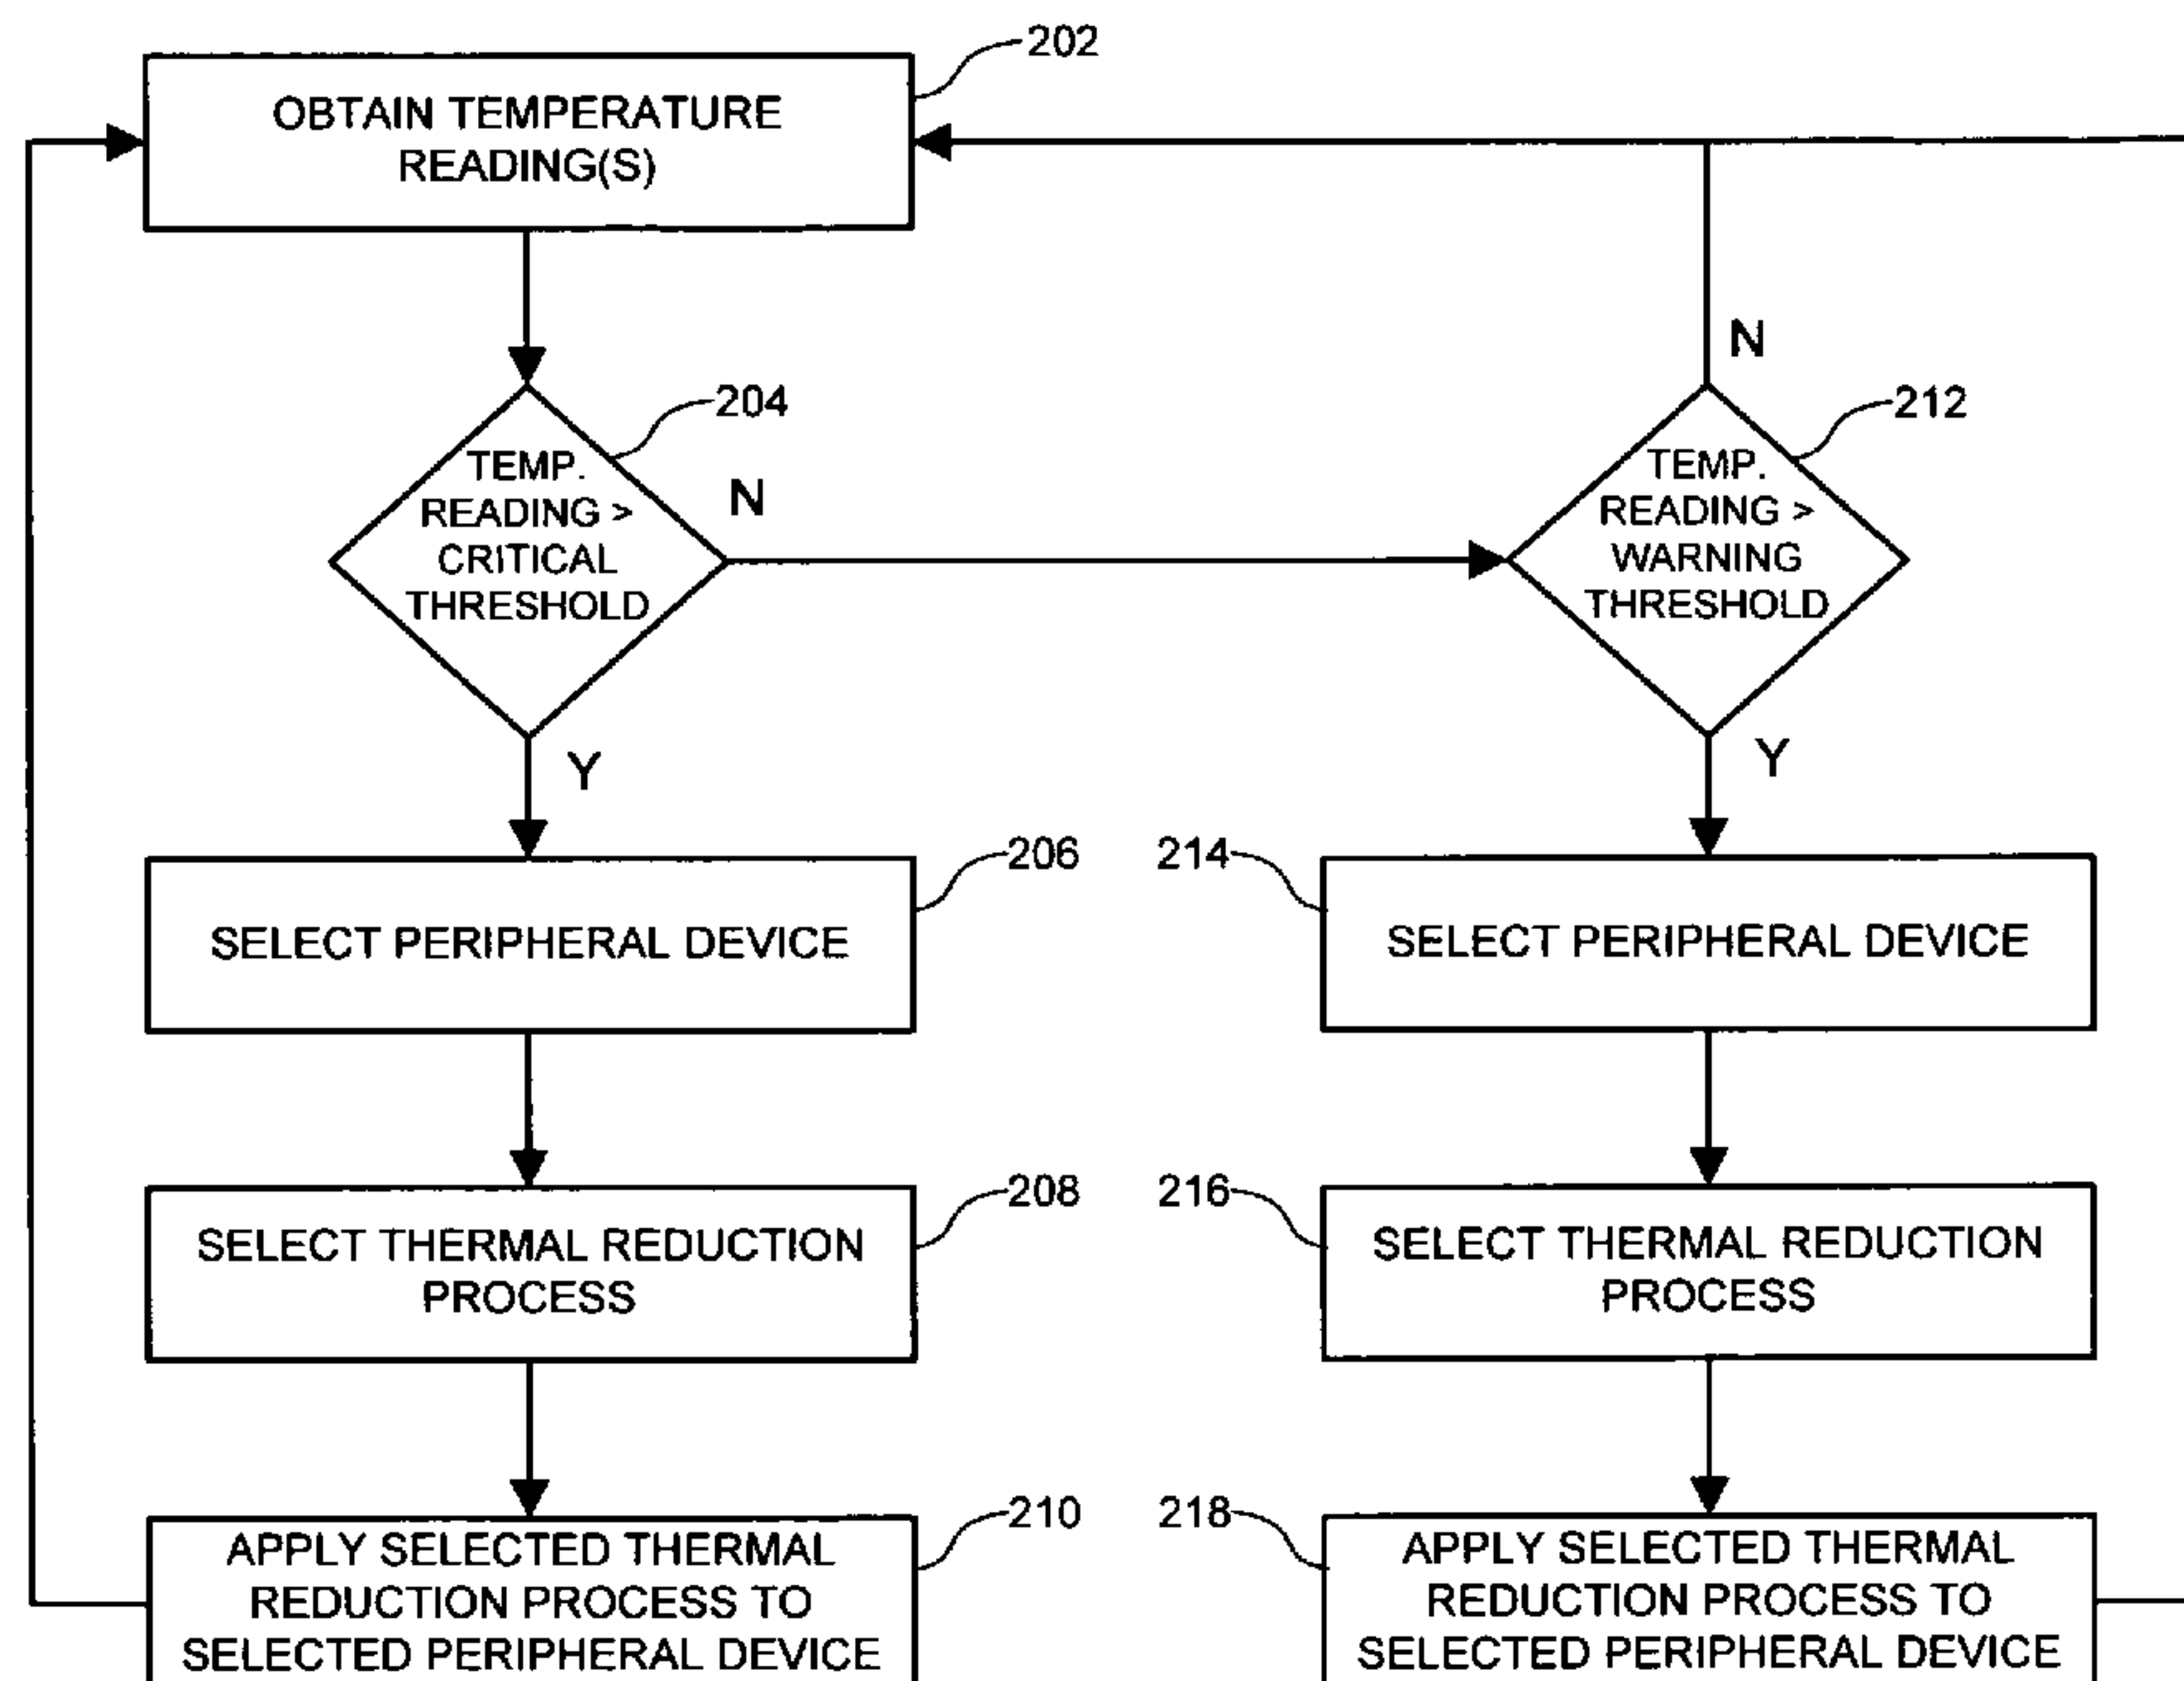 202
OBTAIN TEMPERATURE
READING(S)
204
TEMP.
READING >
CRITICAL
THRESHOLD
N
Y
N
212
TEMP.
READING >
WARNING
THRESHOLD
Y
206
SELECT PERIPHERAL DEVICE
214
SELECT PERIPHERAL DEVICE
208
SELECT THERMAL REDUCTION
PROCESS
216
SELECT THERMAL REDUCTION
PROCESS
210
APPLY SELECTED THERMAL
REDUCTION PROCESS TO
SELECTED PERIPHERAL DEVICE
218
APPLY SELECTED THERMAL
REDUCTION PROCESS TO
SELECTED PERIPHERAL DEVICE